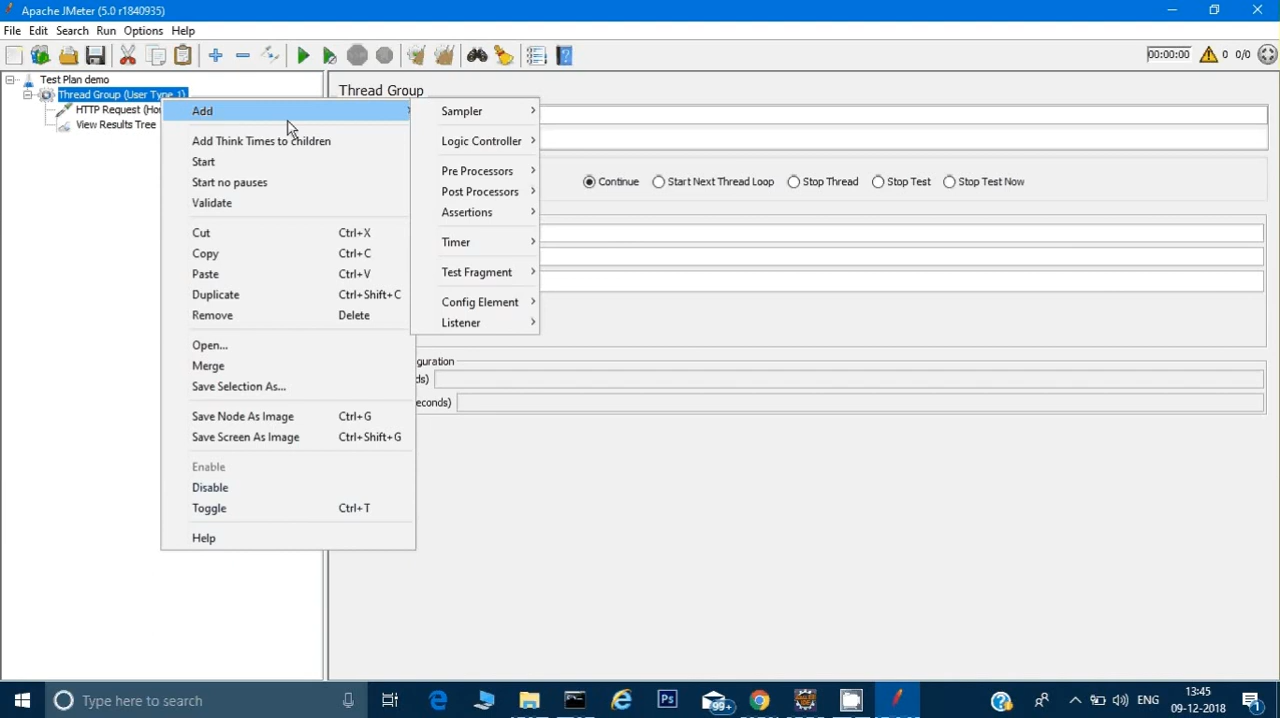 Apache JMeter (5.0 r1840935)
File Edit Search Run Options Help
00:00:00 0 0/0
Test Plan demo
Thread Group (User Type 1)
HTTP Request (Ho
View Results Tree
Thread Group
Add
Add Think Times to children
Start
Start no pauses
Validate
Cut Ctrl+X
Copy Ctrl+C
Paste Ctrl+V
Duplicate Ctrl+Shift+C
Remove Delete
Open...
Merge
Save Selection As...
Save Node As Image Ctrl+G
Save Screen As Image Ctrl+Shift+G
Enable
Disable
Toggle Ctrl+T
Help
Sampler
Logic Controller
Pre Processors
Post Processors
Assertions
Timer
Test Fragment
Config Element
Listener
Continue Start Next Thread Loop Stop Thread Stop Test Stop Test Now
guration
ds)
econds)
Type here to search
Ps
99+
ENG
13:45
09-12-2018
1